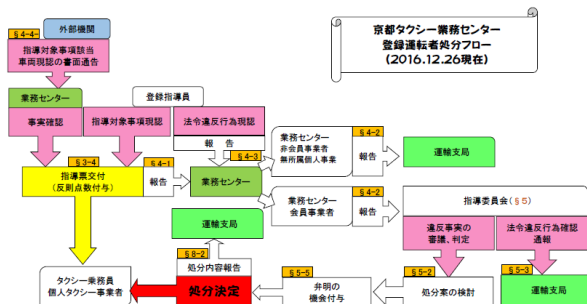 京都タクシー業務センター
登録運転者処分フロー
(2016.12.26現在)
§4-4-
外部機関
指導対象事項該当
車両現認の書面通告
業務センター
登録指導員
事実確認
指導対象事項現認
法令違反行為現認
報 告
§3-4
指導票交付
(反則点数付与)
§4-1
報告
§4-3
業務センター
業務センター
非会員事業者
無所属個人事業
§4-2
報告
運輸支局
業務センター
会員事業者
§4-2
報告
指導委員会(§5)
違反事実の
審議、判定
法令違反行為確認
通報
運輸支局
§8-2
処分内容報告
タクシー乗務員
個人タクシー事業者
処分決定
§5-5
弁明の
機会付与
§5-2
処分案の検討
§5-3
運輸支局